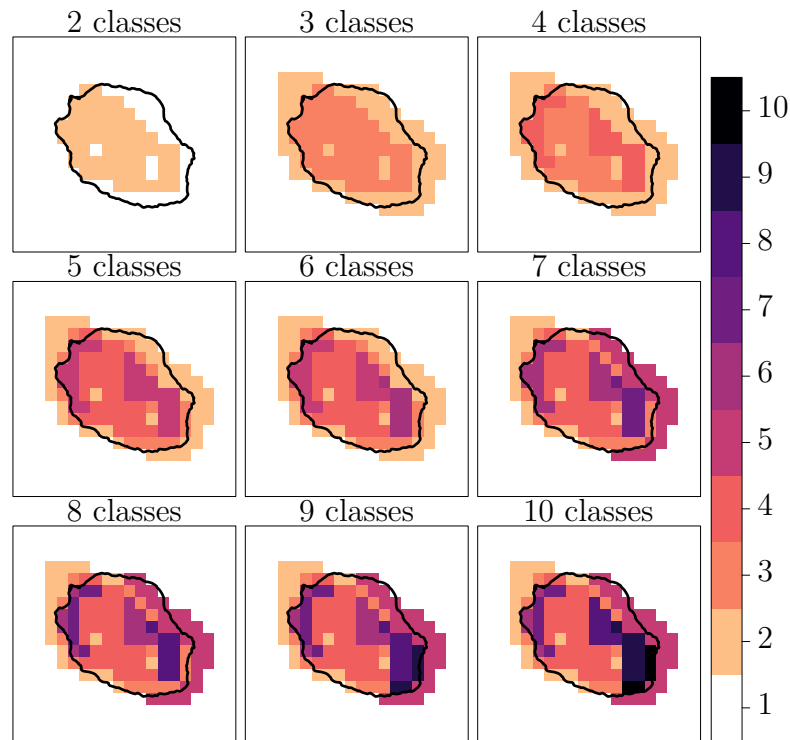 2 classes
3 classes
4 classes
5 classes
6 classes
7 classes
8 classes
9 classes
10 classes
10
9
8
7
6
5
4
3
2
1